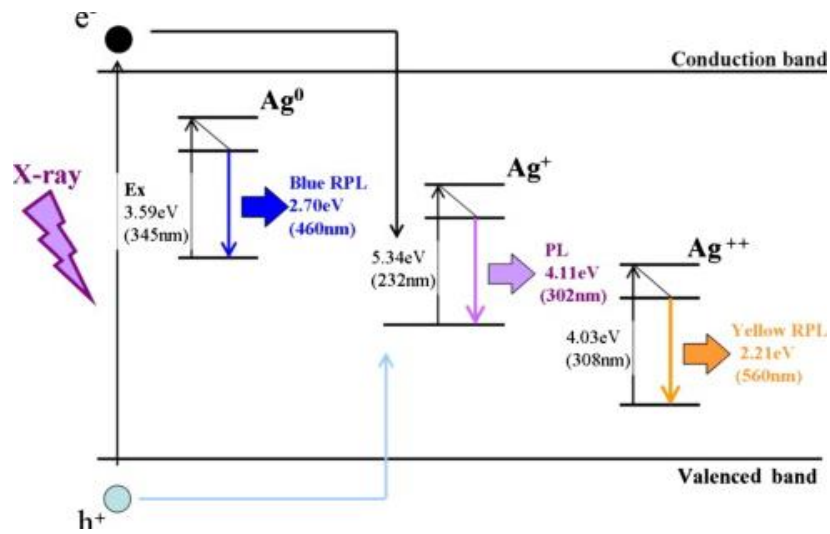 e-
Conduction band
Ag0
X-ray
Ex
3.59eV
(345nm)
Blue RPL
2.70eV
(460nm)
Ag+
5.34eV
(232nm)
PL
4.11eV
(302nm)
Ag++
4.03eV
(308nm)
Yellow RPL
2.21eV
(560nm)
Valenced band
h+